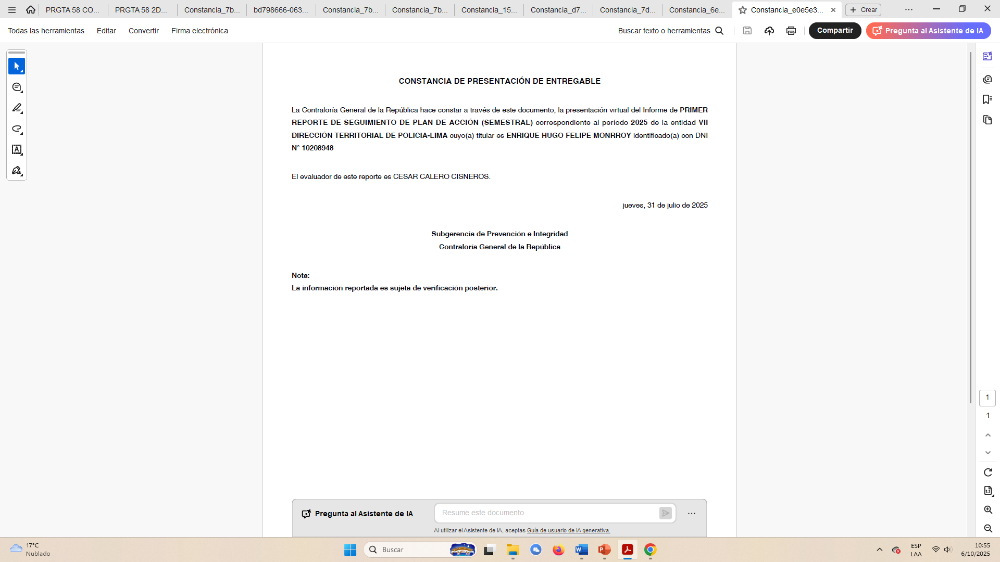 PRGTA 58 CO...
PRGTA 58 2D...
Constancia_7b...
bd798666-063...
Constancia_7b...
Constancia_7b...
Constancia_15...
Constancia_d7...
Constancia_7d...
Constancia_6e...
Constancia_e0e5e3...
Crear
Todas las herramientas
Editar
Convertir
Firma electrónica
Buscar texto o herramientas
Compartir
Pregunta al Asistente de IA
CONSTANCIA DE PRESENTACIÓN DE ENTREGABLE
La Contraloría General de la República hace constar a través de este documento, la presentación virtual del Informe de PRIMER
REPORTE DE SEGUIMIENTO DE PLAN DE ACCIÓN (SEMESTRAL) correspondiente al período 2025 de la entidad VII
DIRECCIÓN TERRITORIAL DE POLICIA-LIMA cuyo(a) titular es ENRIQUE HUGO FELIPE MONRROY identificado(a) con DNI
N° 10208948
El evaluador de este reporte es CESAR CALERO CISNEROS.
jueves, 31 de julio de 2025
Subgerencia de Prevención e Integridad
Contraloría General de la República
Nota:
La información reportada es sujeta de verificación posterior.
1
1
Pregunta al Asistente de IA
Resume este documento
Al utilizar el Asistente de IA, aceptas Guía de usuario de IA generativa.
17°C
Nublado
Buscar
ESP
LAA
10:55
6/10/2025